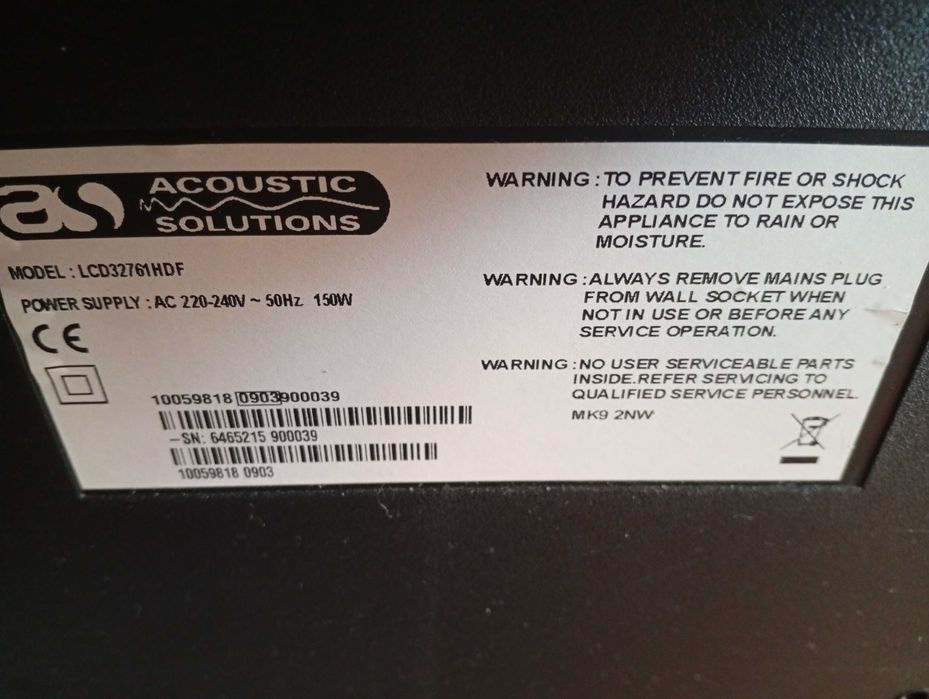 as ACOUSTIC
SOLUTIONS
MODEL : LCD32761HDF
POWER SUPPLY : AC 220-240V ~ 50Hz 150W
CE
10059818 0903900039
-SN: 6465215 900039
10059818 0903
WARNING : TO PREVENT FIRE OR SHOCK
HAZARD DO NOT EXPOSE THIS
APPLIANCE TO RAIN OR
MOISTURE.
WARNING : ALWAYS REMOVE MAINS PLUG
FROM WALL SOCKET WHEN
NOT IN USE OR BEFORE ANY
SERVICE OPERATION.
WARNING : NO USER SERVICEABLE PARTS
INSIDE.REFER SERVICING TO
QUALIFIED SERVICE PERSONNEL.
MK9 2NW